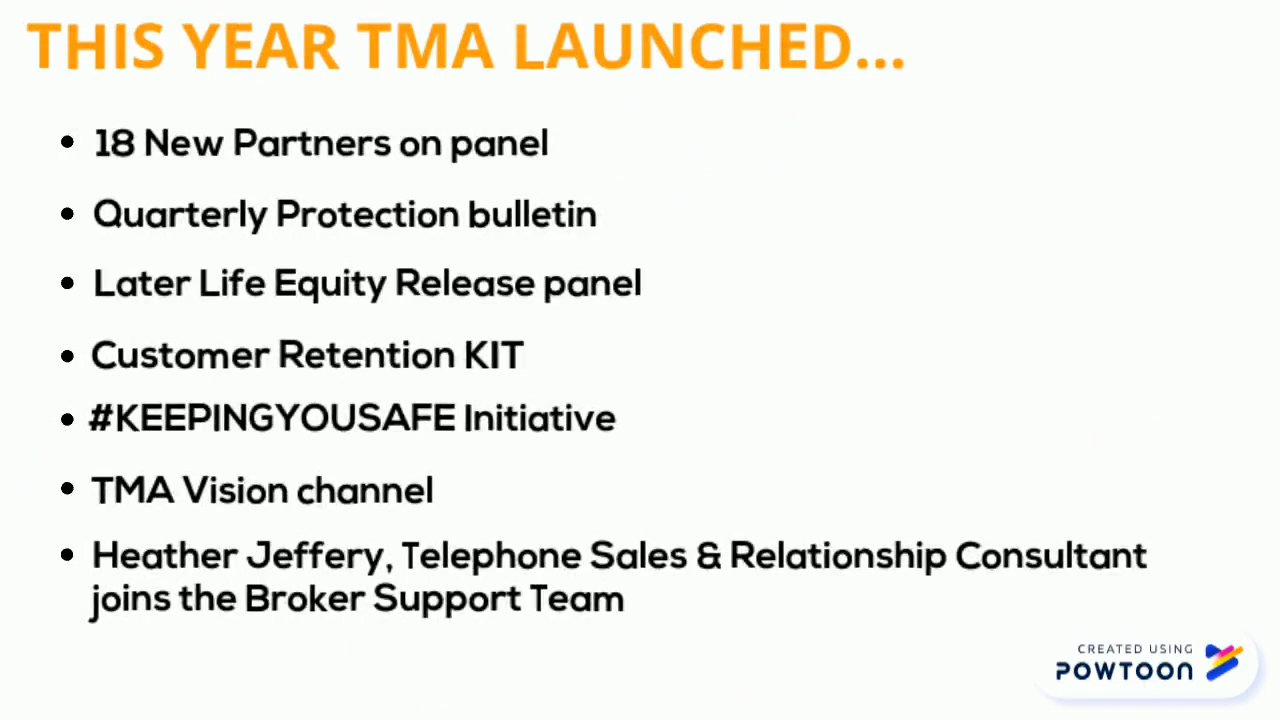 THIS YEAR TMA LAUNCHED...
• 18 New Partners on panel
• Quarterly Protection bulletin
• Later Life Equity Release panel
• Customer Retention KIT
• #KEEPINGYOUSAFE Initiative
• TMA Vision channel
• Heather Jeffery, Telephone Sales & Relationship Consultant
joins the Broker Support Team
CREATED USING
POWTOON